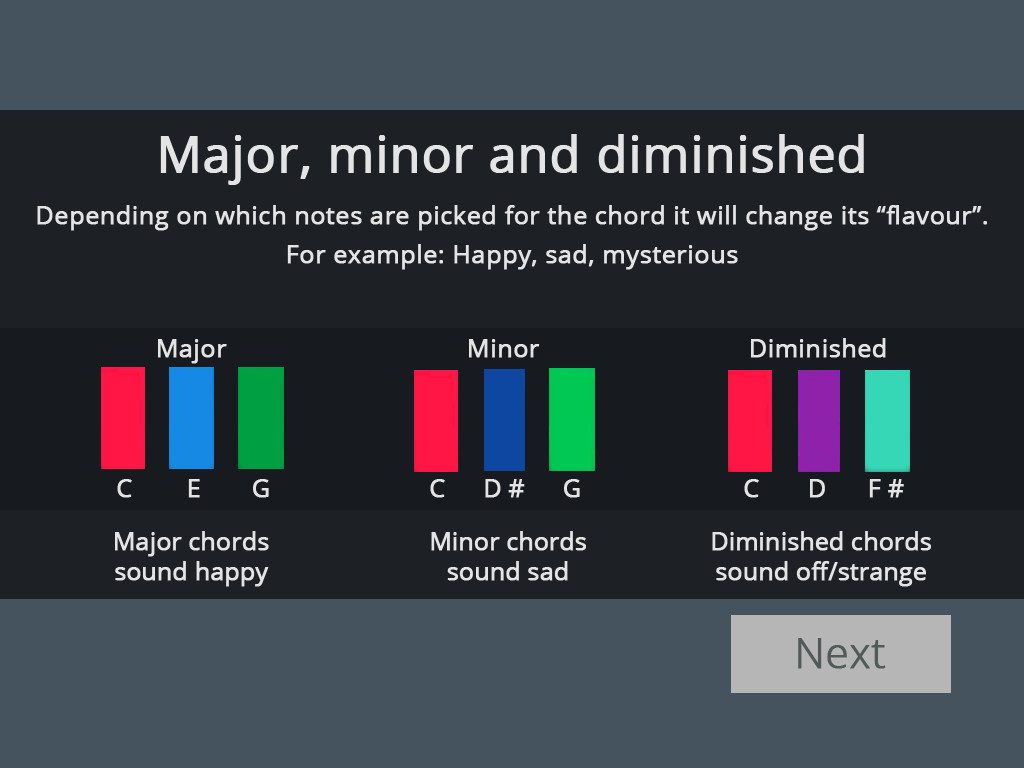 Major, minor and diminished
Depending on which notes are picked for the chord it will change its “flavour”.
For example: Happy, sad, mysterious
Major
Minor
Diminished
C E G
C D # G
C D F #
Major chords
sound happy
Minor chords
sound sad
Diminished chords
sound off/strange
Next